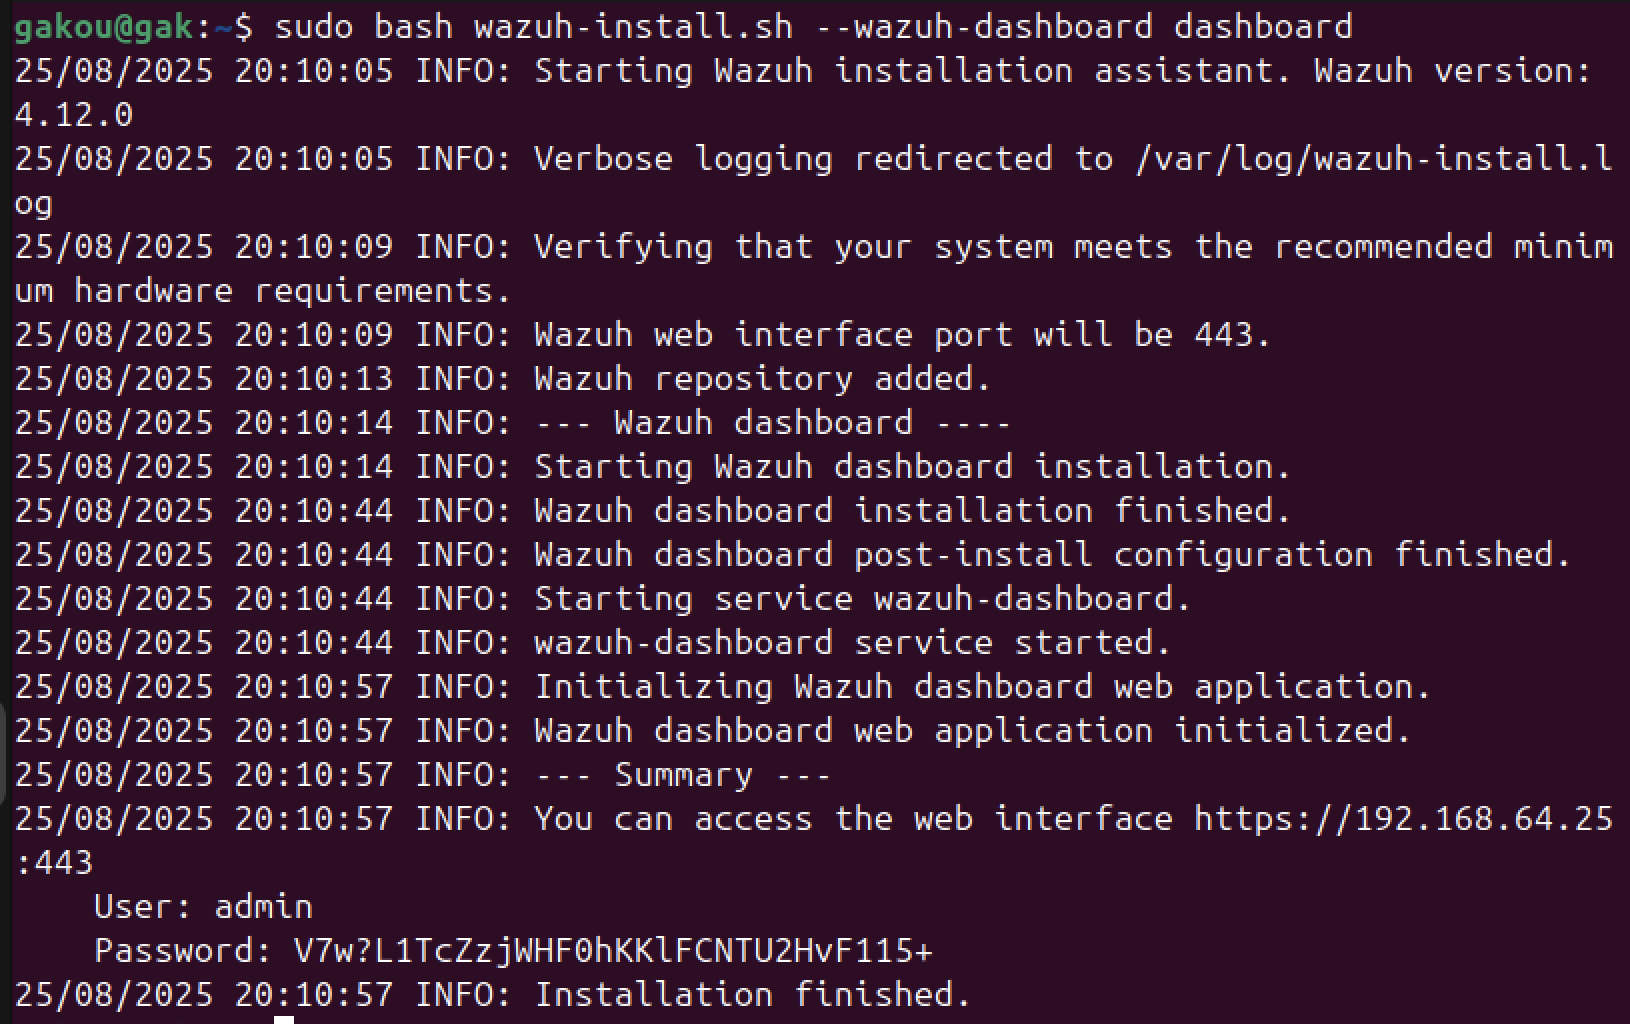 gakou@gak:~$ sudo bash wazuh-install.sh --wazuh-dashboard dashboard
25/08/2025 20:10:05 INFO: Starting Wazuh installation assistant. Wazuh version:
4.12.0
25/08/2025 20:10:05 INFO: Verbose logging redirected to /var/log/wazuh-install.l
og
25/08/2025 20:10:09 INFO: Verifying that your system meets the recommended minim
um hardware requirements.
25/08/2025 20:10:09 INFO: Wazuh web interface port will be 443.
25/08/2025 20:10:13 INFO: Wazuh repository added.
25/08/2025 20:10:14 INFO: --- Wazuh dashboard ----
25/08/2025 20:10:14 INFO: Starting Wazuh dashboard installation.
25/08/2025 20:10:44 INFO: Wazuh dashboard installation finished.
25/08/2025 20:10:44 INFO: Wazuh dashboard post-install configuration finished.
25/08/2025 20:10:44 INFO: Starting service wazuh-dashboard.
25/08/2025 20:10:44 INFO: wazuh-dashboard service started.
25/08/2025 20:10:57 INFO: Initializing Wazuh dashboard web application.
25/08/2025 20:10:57 INFO: Wazuh dashboard web application initialized.
25/08/2025 20:10:57 INFO: --- Summary ---
25/08/2025 20:10:57 INFO: You can access the web interface https://192.168.64.25
:443
    User: admin
    Password: V7w?L1TcZzjWHF0hKKlFCNTU2HvF115+
25/08/2025 20:10:57 INFO: Installation finished.